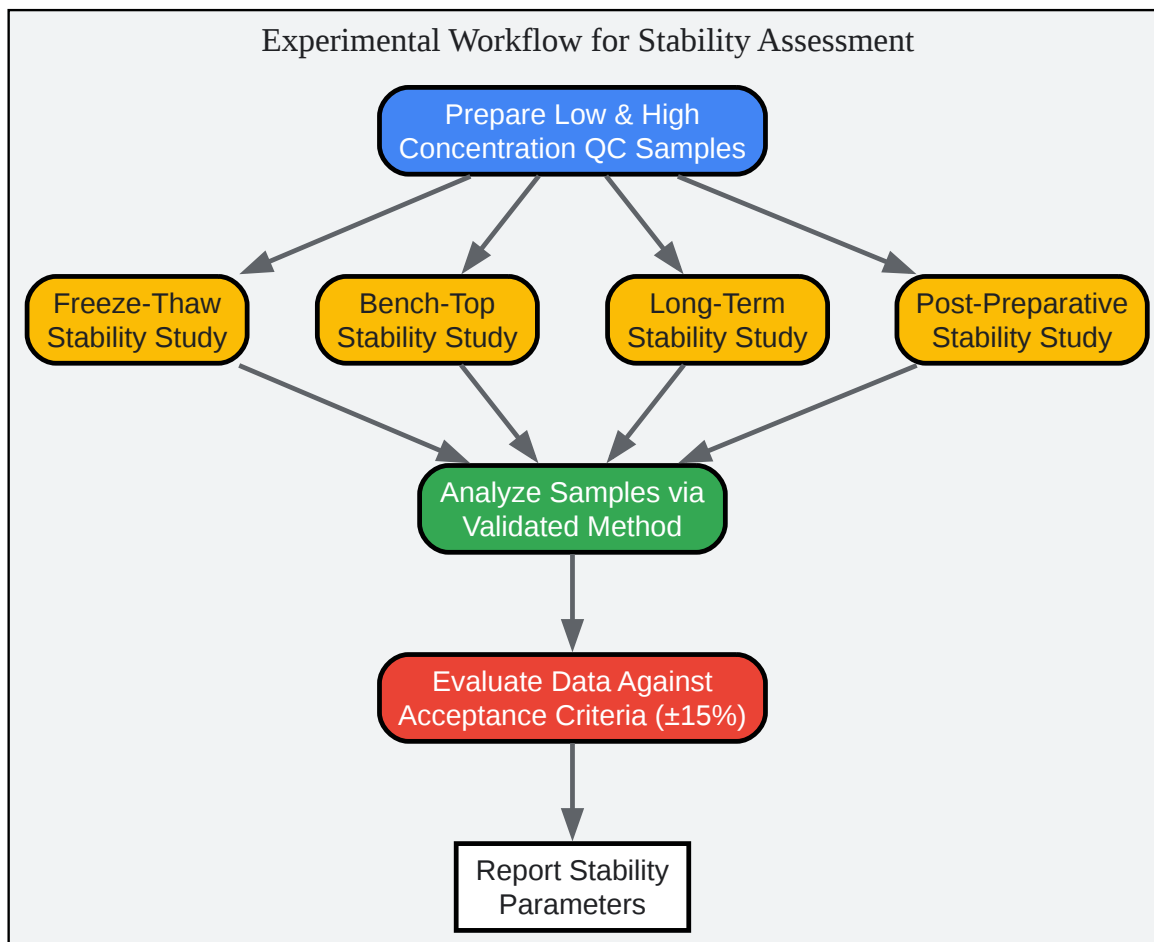 Experimental Workflow for Stability Assessment
Prepare Low & High
Concentration QC Samples
Freeze-Thaw
Stability Study
Bench-Top
Stability Study
Long-Term
Stability Study
Post-Preparative
Stability Study
Analyze Samples via
Validated Method
Evaluate Data Against
Acceptance Criteria (±15%)
Report Stability
Parameters